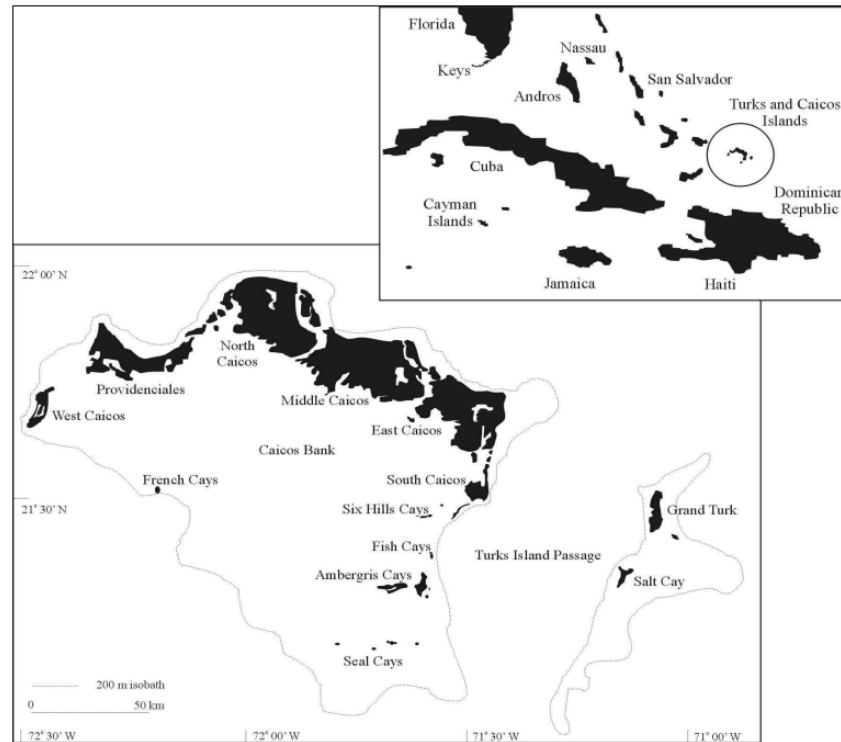 Florida
Keys
Nassau
Andros
San Salvador
Turks and Caicos
Islands
Cuba
Cayman
Islands
Dominican
Republic
Jamaica
Haiti
22° 00' N
21° 30' N
North
Caicos
Providenciales
West Caicos
Middle Caicos
East Caicos
Caicos Bank
French Cays
South Caicos
Six Hills Cays
Fish Cays
Ambergris Cays
Seal Cays
Turks Island Passage
Grand Turk
Salt Cay
200 m isobath
0 50 km
72° 30' W
72° 00' W
71° 30' W
71° 00' W